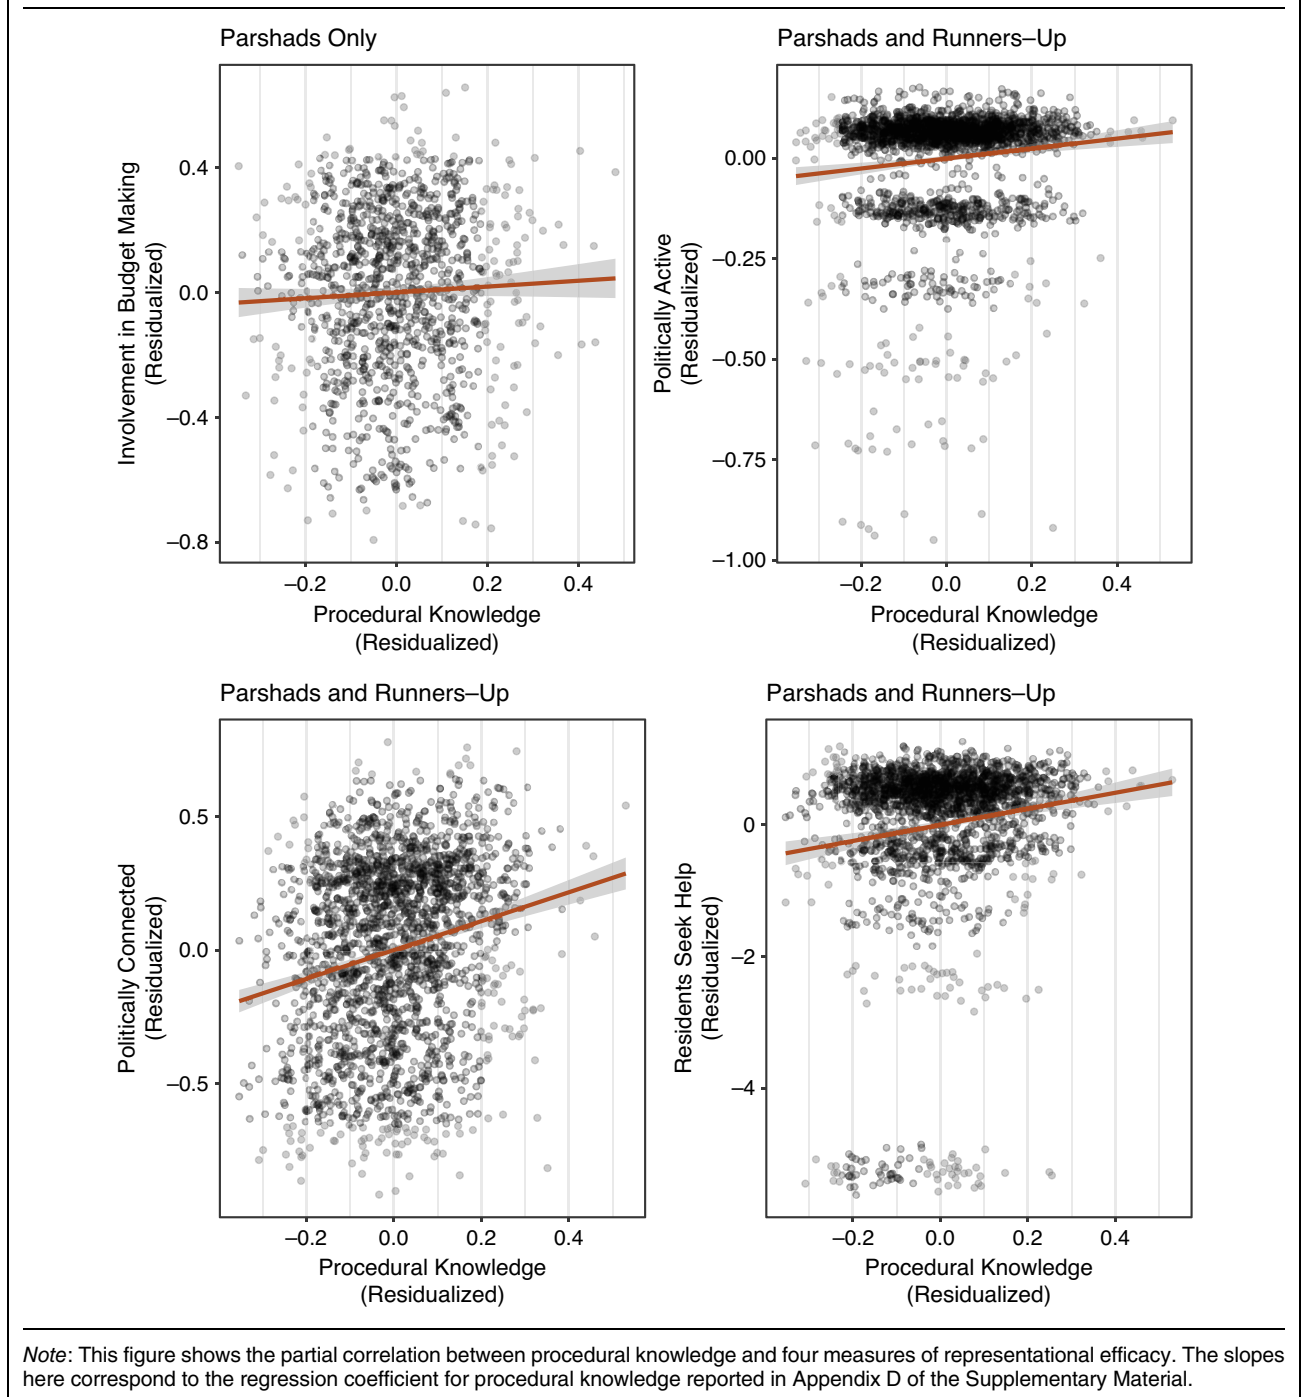 Parshads Only
Involvement in Budget Making
(Residualized)
0.4
0.0
−0.4
−0.8
−0.2 0.0 0.2 0.4
Procedural Knowledge
(Residualized)
Parshads and Runners–Up
Politically Active
(Residualized)
0.00
−0.25
−0.50
−0.75
−1.00
−0.2 0.0 0.2 0.4
Procedural Knowledge
(Residualized)
Parshads and Runners–Up
Politically Connected
(Residualized)
0.5
0.0
−0.5
−0.2 0.0 0.2 0.4
Procedural Knowledge
(Residualized)
Parshads and Runners–Up
Residents Seek Help
(Residualized)
0
−2
−4
−0.2 0.0 0.2 0.4
Procedural Knowledge
(Residualized)
Note: This figure shows the partial correlation between procedural knowledge and four measures of representational efficacy. The slopes
here correspond to the regression coefficient for procedural knowledge reported in Appendix D of the Supplementary Material.